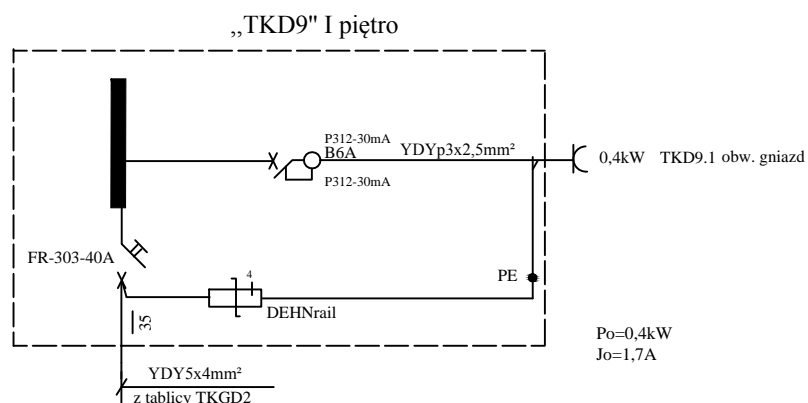 ,,TKD9" I piętro
P312-30mA
B6A
YDYp3x2,5mm²
P312-30mA
0,4kW TKD9.1 obw. gniazd
FR-303-40A
PE
4
DEHNrail
35
Po=0,4kW
Jo=1,7A
YDY5x4mm²
z tablicy TKGD2